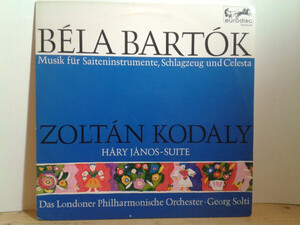 BÉLA BARTÓK
eurodisc
Musik für Saiteninstrumente, Schlagzeug und Celesta
ZOLTÁN KODALY
HÁRY JÁNOS-SUITE
Das Londoner Philharmonische Orchester · Georg Solti